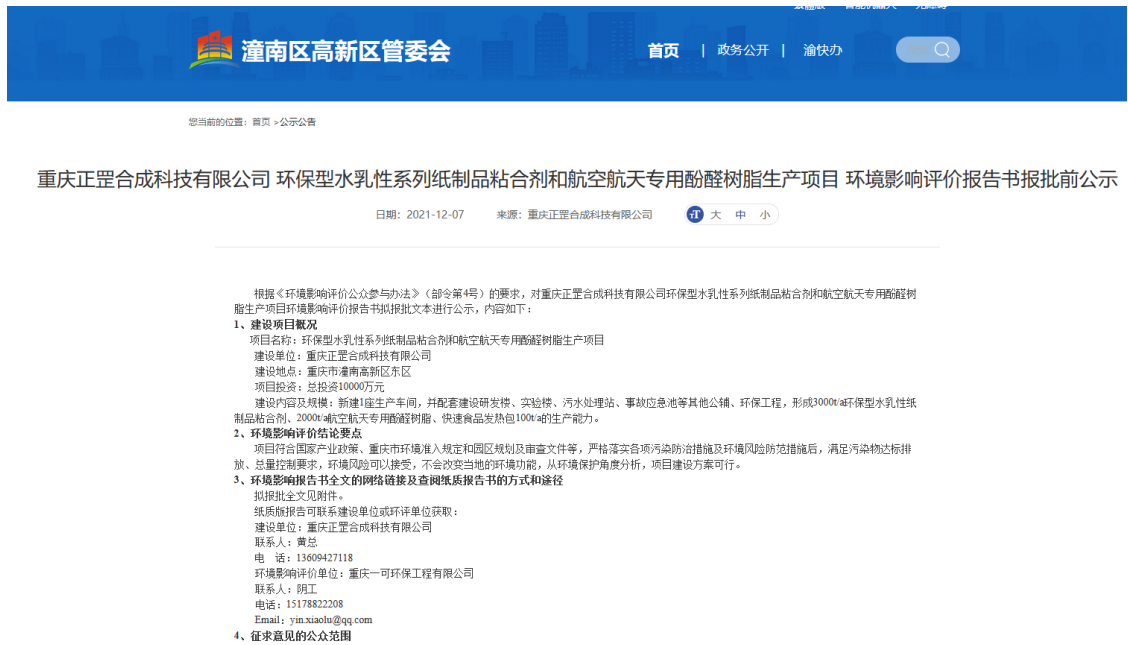 繁體版 智能机器人 无障碍
潼南区高新区管委会
首页 | 政务公开 | 渝快办
您当前的位置：首页 >公示公告
重庆正罡合成科技有限公司 环保型水乳性系列纸制品粘合剂和航空航天专用酚醛树脂生产项目 环境影响评价报告书报批前公示
日期：2021-12-07 来源：重庆正罡合成科技有限公司 大 中 小
根据《环境影响评价公众参与办法》（部令第4号）的要求，对重庆正罡合成科技有限公司环保型水乳性系列纸制品粘合剂和航空航天专用酚醛树
脂生产项目环境影响评价报告书拟报批文本进行公示，内容如下：
1、建设项目概况
项目名称：环保型水乳性系列纸制品粘合剂和航空航天专用酚醛树脂生产项目
建设单位：重庆正罡合成科技有限公司
建设地点：重庆市潼南高新区东区
项目投资：总投资10000万元
建设内容及规模：新建1座生产车间，并配套建设研发楼、实验楼、污水处理站、事故应急池等其他公辅、环保工程，形成3000t/a环保型水乳性纸
制品粘合剂、2000t/a航空航天专用酚醛树脂、快速食品发热包100t/a的生产能力。
2、环境影响评价结论要点
项目符合国家产业政策、重庆市环境准入规定和园区规划及审查文件等，严格落实各项污染防治措施及环境风险防范措施后，满足污染物达标排
放、总量控制要求，环境风险可以接受，不会改变当地的环境功能，从环境保护角度分析，项目建设方案可行。
3、环境影响报告书全文的网络链接及查阅纸质报告书的方式和途径
拟报批全文见附件。
纸质版报告可联系建设单位或环评单位获取：
建设单位：重庆正罡合成科技有限公司
联系人：黄总
电 话：13609427118
环境影响评价单位：重庆一可环保工程有限公司
联系人：阴工
电话：15178822208
Email：yin.xiaolu@qq.com
4、征求意见的公众范围